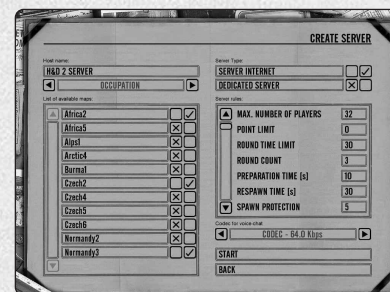 CREATE SERVER
Host name:
H&D 2 SERVER
OCCUPATION
List of available maps:
Africa2
Africa5
Alps1
Arctic4
Burma1
Czech2
Czech4
Czech5
Czech6
Normandy2
Normandy3
Server Type:
SERVER INTERNET
DEDICATED SERVER
Server rules:
MAX. NUMBER OF PLAYERS 32
POINT LIMIT 0
ROUND TIME LIMIT 30
ROUND COUNT 3
PREPARATION TIME [s] 10
RESPAWN TIME [s] 30
SPAWN PROTECTION 5
Codec for voice chat
CODEC - 64.0 Kbps
START
BACK